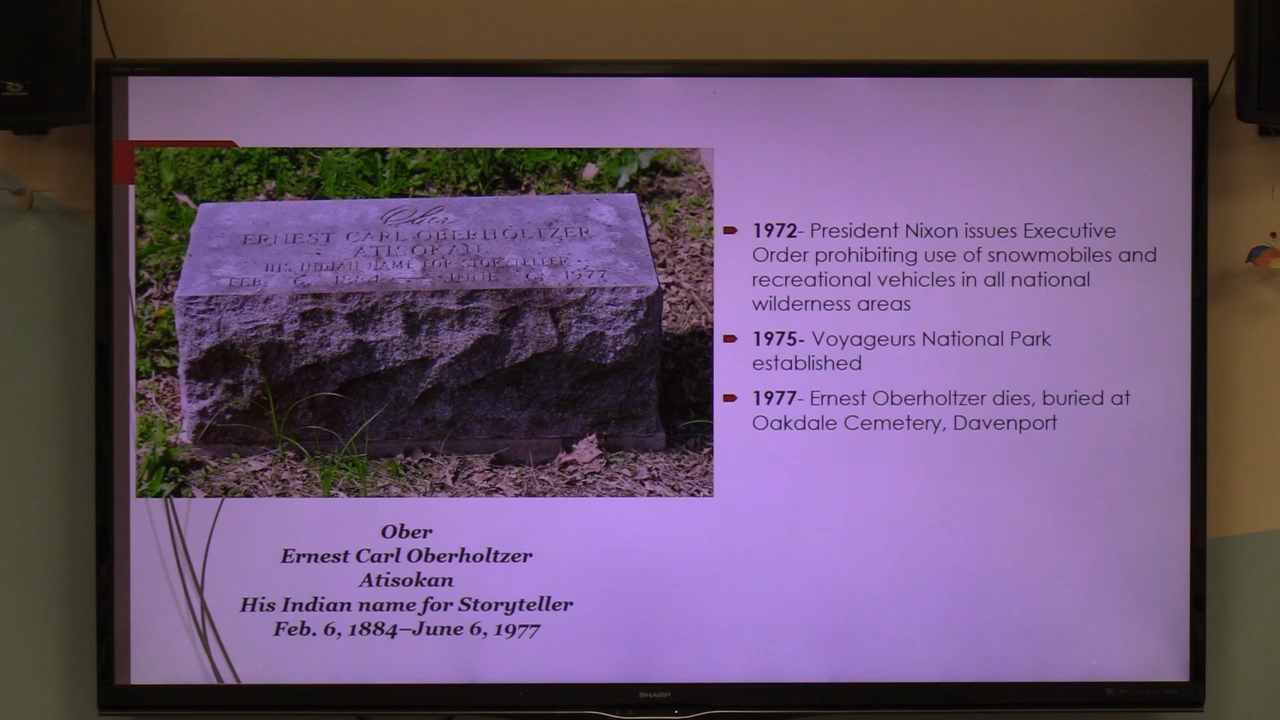 Ober
ERNEST CARL OBERHOLTZER
ATISOKAN
HIS INDIAN NAME FOR STORYTELLER
FEB. 6, 1884 — JUNE 6, 1977
1972- President Nixon issues Executive
Order prohibiting use of snowmobiles and
recreational vehicles in all national
wilderness areas
1975- Voyageurs National Park
established
1977- Ernest Oberholtzer dies, buried at
Oakdale Cemetery, Davenport
Ober
Ernest Carl Oberholtzer
Atisokan
His Indian name for Storyteller
Feb. 6, 1884–June 6, 1977
SHARP